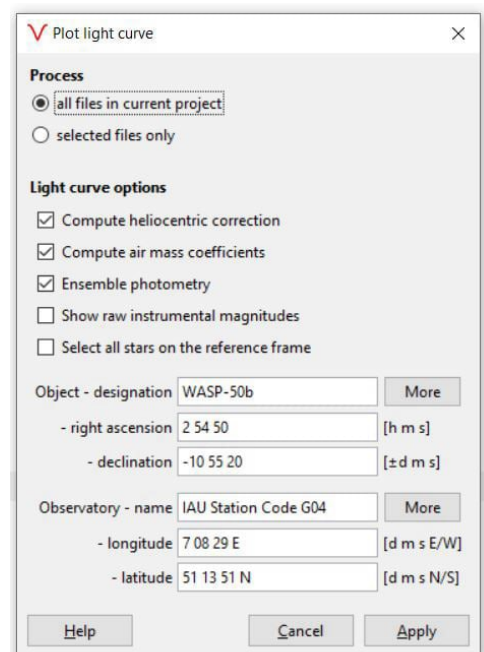 Plot light curve
Process
all files in current project
selected files only
Light curve options
Compute heliocentric correction
Compute air mass coefficients
Ensemble photometry
Show raw instrumental magnitudes
Select all stars on the reference frame
Object - designation WASP-50b More
- right ascension 2 54 50 [h m s]
- declination -10 55 20 [±d m s]
Observatory - name IAU Station Code G04 More
- longitude 7 08 29 E [d m s E/W]
- latitude 51 13 51 N [d m s N/S]
Help Cancel Apply